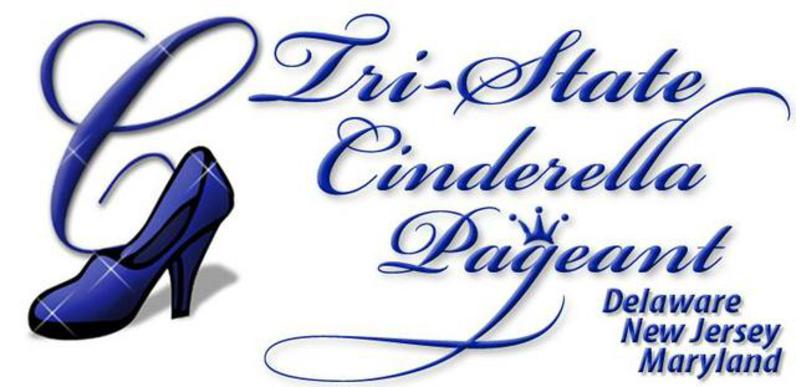 C
Tri-State
Cinderella
Pageant
Delaware
New Jersey
Maryland